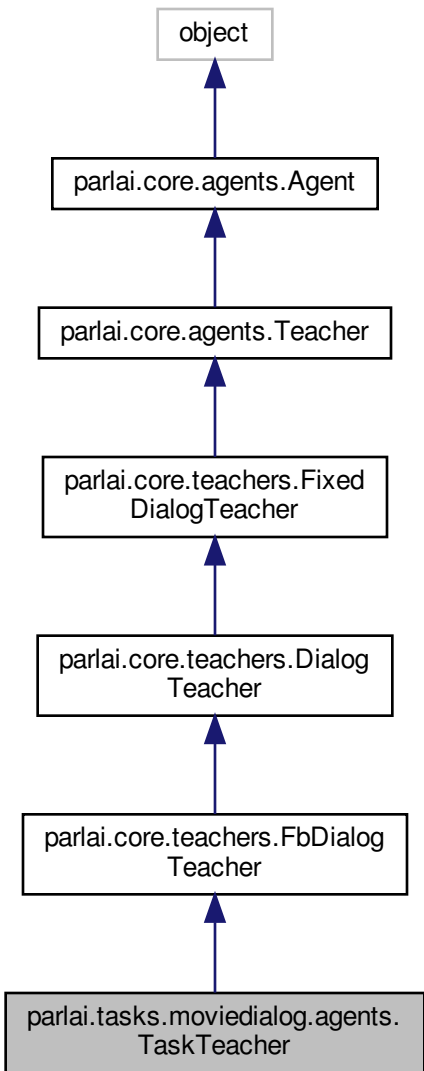 object
parlai.core.agents.Agent
parlai.core.agents.Teacher
parlai.core.teachers.Fixed
DialogTeacher
parlai.core.teachers.Dialog
Teacher
parlai.core.teachers.FbDialog
Teacher
parlai.tasks.moviedialog.agents.
TaskTeacher